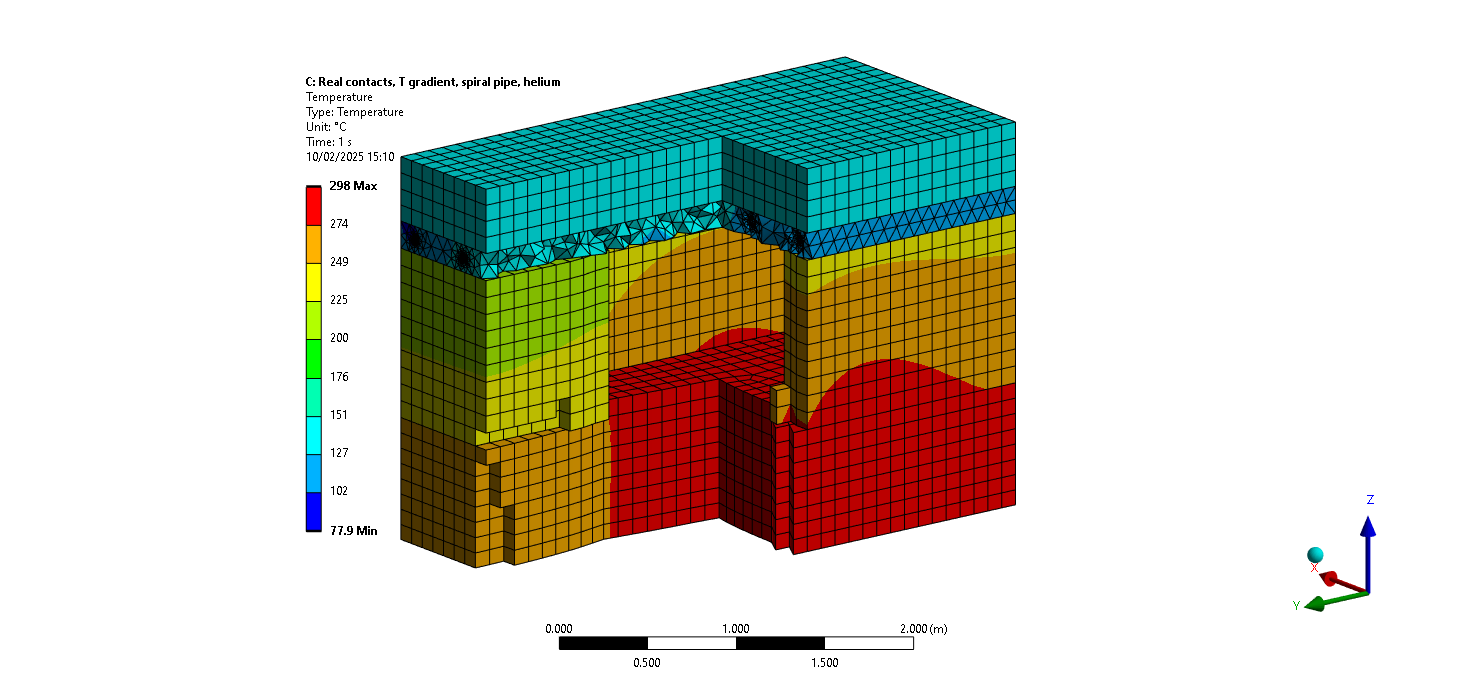 C: Real contacts, T gradient, spiral pipe, helium
Temperature
Type: Temperature
Unit: °C
Time: 1 s
10/02/2025 15:10
298 Max
274
249
225
200
176
151
127
102
77.9 Min
0.000 1.000 2.000 (m)
0.500 1.500
Z
X
Y